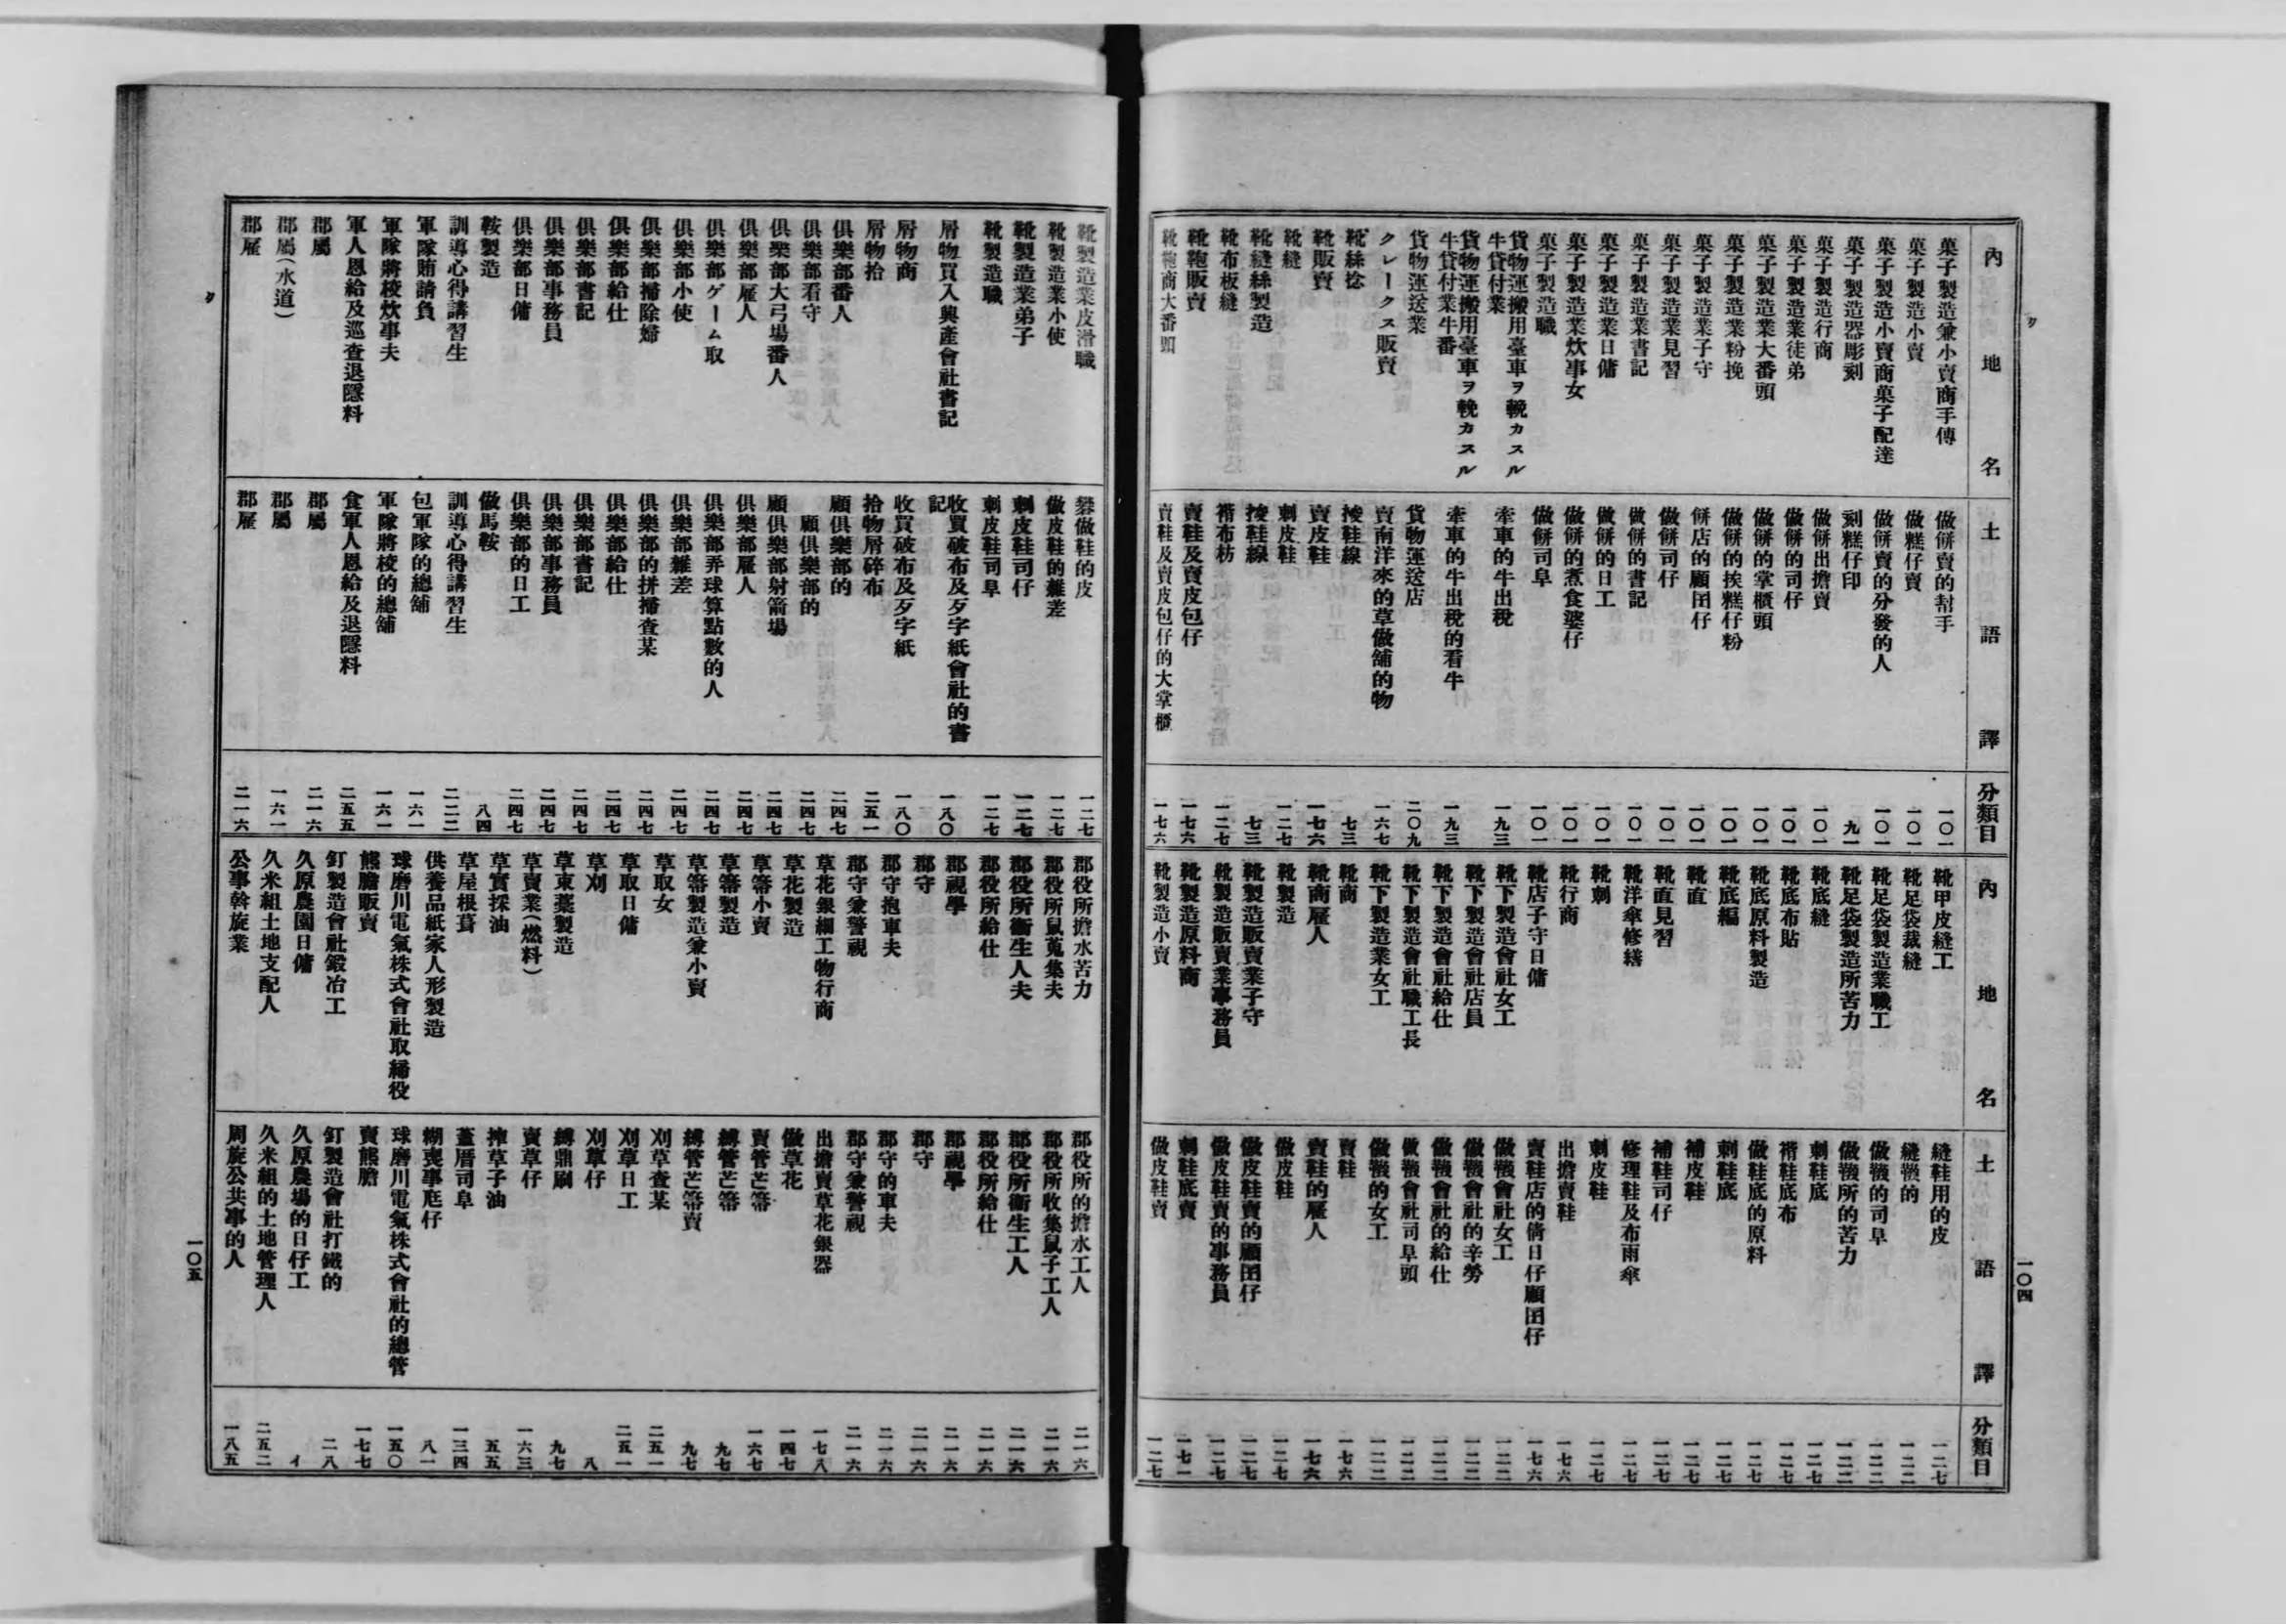 ク
內地名 土語譯 分類目
菓子製造兼小賣商手傳 做餅賣的幇手 一〇一
菓子製造小賣 做糕仔賣 一〇一
菓子製造小賣商菓子配達 做餅賣的分發的人 一〇一
菓子製造器彫刻 刻糕仔印 九一
菓子製造行商 做餅出擔賣 一〇一
菓子製造業徒弟 做餅的司仔 一〇一
菓子製造業大番頭 做餅的掌櫃頭 一〇一
菓子製造業粉挽 做餅的挨糕仔粉 一〇一
菓子製造業子守 餅店的顧囝仔 一〇一
菓子製造業見習 做餅司仔 一〇一
菓子製造業書記 做餅的書記 一〇一
菓子製造業日傭 做餅的日工 一〇一
菓子製造業炊事女 做餅的煮食婆仔 一〇一
菓子製造職 做餅司阜 一〇一
貨物運搬用臺車ヲ輓カスル
牛貸付業 牽車的牛出稅 一九三
貨物運搬用臺車ヲ輓カスル
牛貸付業牛番 牽車的牛出稅的看牛 一九三
貨物運送業 貨物運送店 二〇九
クレークス販賣 賣南洋來的草做舖的物 一六七
靴絲捻 捘鞋線 七三
靴販賣 賣皮鞋 一七六
靴縫 刺皮鞋 一二七
靴縫絲製造 捘鞋線 七三
靴布板縫 褙布枋 一二七
靴鞄販賣 賣鞋及賣皮包仔 一七六
靴鞄商大番頭 賣鞋及賣皮包仔的大掌櫃 一七六
內地名 土語譯 分類目
靴甲皮縫工 縫鞋用的皮 一二七
靴足袋裁縫 縫襪的 一二二
靴足袋製造業職工 做襪的司阜 一二二
靴足袋製造所苦力 做襪所的苦力 一二二
靴底縫 刺鞋底 一二七
靴底布貼 褙鞋底布 一二七
靴底原料製造 做鞋底的原料 一二七
靴底編 刺鞋底 一二七
靴直 補皮鞋 一二七
靴直見習 補鞋司仔 一二七
靴洋傘修繕 修理鞋及布雨傘 一二七
靴刺 刺皮鞋 一二七
靴行商 出擔賣鞋 一七六
靴店子守日傭 賣鞋店的倩日仔顧囝仔 一七六
靴下製造會社女工 做襪會社女工 一二二
靴下製造會社店員 做襪會社的辛勞 一二二
靴下製造會社給仕 做襪會社的給仕 一二二
靴下製造會社職工長 做襪會社司阜頭 一二二
靴下製造業女工 做襪的女工 一二二
靴商 賣鞋 一七六
靴商雇人 賣鞋的雇人 一七六
靴製造 做皮鞋 一二七
靴製造販賣業子守 做皮鞋賣的顧囝仔 一二七
靴製造販賣業事務員 做皮鞋賣的事務員 一二七
靴製造原料商 刺鞋底賣 一七一
靴製造小賣 做皮鞋賣 一二七
一〇四
ク
靴製造業皮滑職 做鞋的皮 一二七
靴製造業小使 做皮鞋的雜差 一二七
靴製造業弟子 刺皮鞋司仔 一二七
靴製造職 刺皮鞋司阜 一二七
屑物買入興產會社書記 收買破布及歹字紙會社的書
記 一八〇
屑物商 收買破布及歹字紙 一八〇
屑物拾 拾物屑碎布 二五一
俱樂部番人 顧俱樂部的 二四七
俱樂部看守 顧俱樂部的 二四七
俱樂部大弓場番人 顧俱樂部射箭場 二四七
俱樂部雇人 俱樂部雇人 二四七
俱樂部ゲーム取 俱樂部弄球算點數的人 二四七
俱樂部小使 俱樂部雜差 二四七
俱樂部掃除婦 俱樂部的拼掃查某 二四七
俱樂部給仕 俱樂部給仕 二四七
俱樂部書記 俱樂部書記 二四七
俱樂部事務員 俱樂部事務員 二四七
俱樂部日傭 俱樂部的日工 二四七
鞍製造 做馬鞍 八四
訓導心得講習生 訓導心得講習生 二二二
軍隊賄請負 包軍隊的總舖 一六一
軍隊將校炊事夫 軍隊將校的總舖 一六一
軍人恩給及巡查退隱料 食軍人恩給及退隱料 二五五
郡屬 郡屬 二一六
郡屬(水道) 郡屬 一六一
郡雇 郡雇 二一六
郡役所擔水苦力 郡役所的擔水工人 二一六
郡役所鼠蒐集夫 郡役所收集鼠子工人 二一六
郡役所衞生人夫 郡役所衞生工人 二一六
郡役所給仕 郡役所給仕 二一六
郡視學 郡視學 二一六
郡守 郡守 二一六
郡守抱車夫 郡守的車夫 二一六
郡守兼警視 郡守兼警視 二一六
草花銀細工物行商 出擔賣草花銀器 一七八
草花製造 做草花 一四七
草箒小賣 賣管芒箒 一六七
草箒製造 縛管芒箒 九七
草箒製造兼小賣 縛管芒箒賣 九七
草取女 刈草查某 二五一
草取日傭 刈草日工 二五一
草刈 刈草仔 八
草束藁製造 縛鼎刷 九七
草賣業(燃料) 賣草仔 一六三
草實採油 搾草子油 五五
草屋根葺 蓋厝司阜 一三四
供養品紙家人形製造 糊喪事尫仔 八一
球磨川電氣株式會社取締役 球磨川電氣株式會社的總管 一五〇
熊膽販賣 賣熊膽 一七七
釘製造會社鍛冶工 釘製造會社打鐵的 二八
久原農園日傭 久原農場的日仔工 イ
久米組土地支配人 久米組的土地管理人 二五二
公事斡旋業 周旋公共事的人 一八五
一〇五